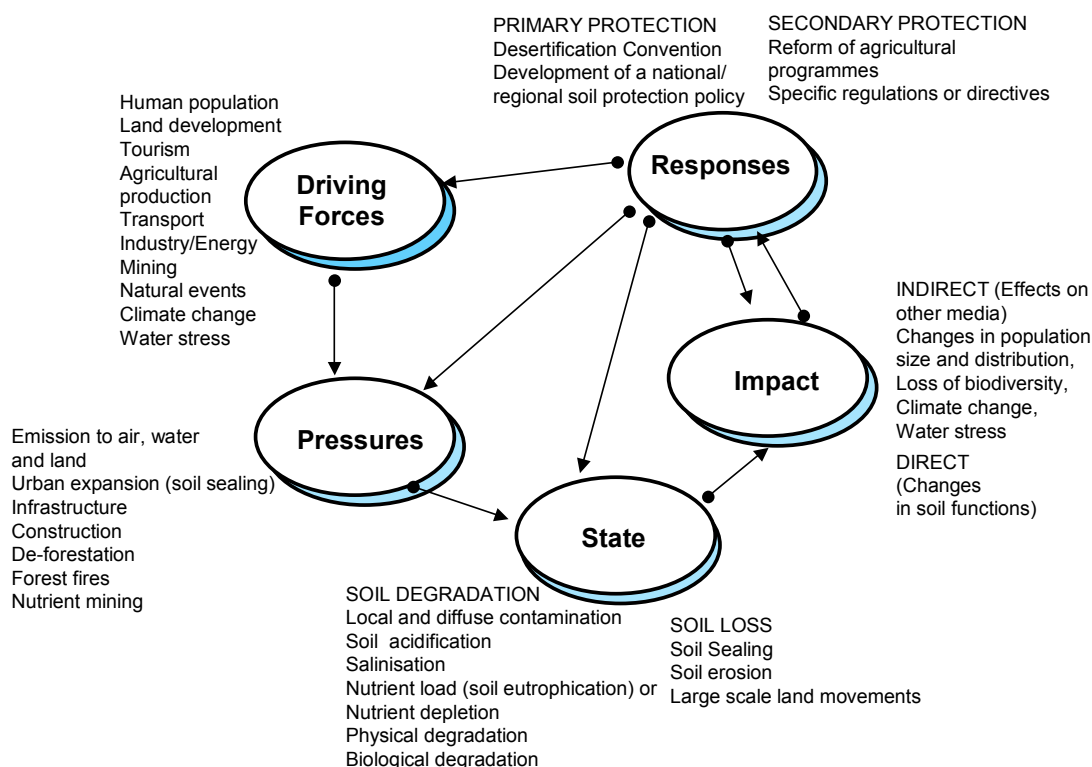 PRIMARY PROTECTION
Desertification Convention
Development of a national/
regional soil protection policy
SECONDARY PROTECTION
Reform of agricultural
programmes
Specific regulations or directives
Human population
Land development
Tourism
Agricultural
production
Transport
Industry/Energy
Mining
Natural events
Climate change
Water stress
Driving
Forces
Responses
INDIRECT (Effects on
other media)
Changes in population
size and distribution,
Loss of biodiversity,
Climate change,
Water stress
DIRECT
(Changes
in soil functions)
Impact
Pressures
Emission to air, water
and land
Urban expansion (soil sealing)
Infrastructure
Construction
De-forestation
Forest fires
Nutrient mining
State
SOIL DEGRADATION
Local and diffuse contamination
Soil acidification
Salinisation
Nutrient load (soil eutrophication) or
Nutrient depletion
Physical degradation
Biological degradation
SOIL LOSS
Soil Sealing
Soil erosion
Large scale land movements